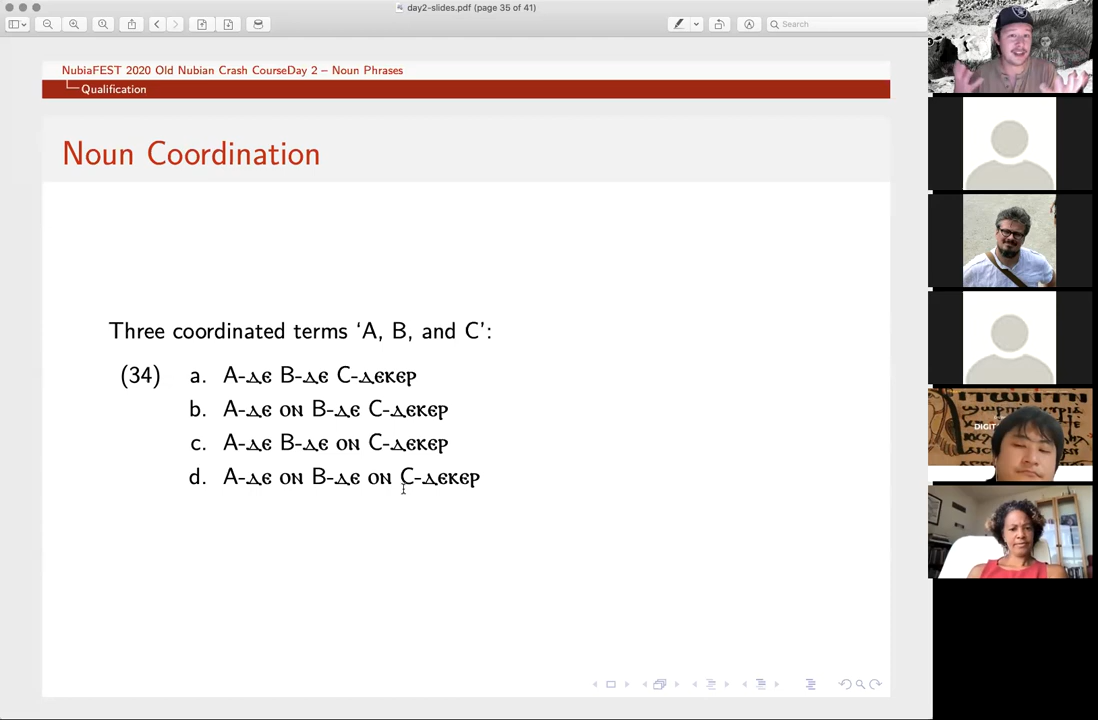 day2-slides.pdf (page 35 of 41)
Search
NubiaFEST 2020 Old Nubian Crash CourseDay 2 – Noun Phrases
Qualification
Noun Coordination
Three coordinated terms ‘A, B, and C’:
(34) a. A-ⲇⲉ B-ⲇⲉ C-ⲇⲉⲕⲉⲣ
b. A-ⲇⲉ ⲟⲛ B-ⲇⲉ C-ⲇⲉⲕⲉⲣ
c. A-ⲇⲉ B-ⲇⲉ ⲟⲛ C-ⲇⲉⲕⲉⲣ
d. A-ⲇⲉ ⲟⲛ B-ⲇⲉ ⲟⲛ C-ⲇⲉⲕⲉⲣ
DIGIT